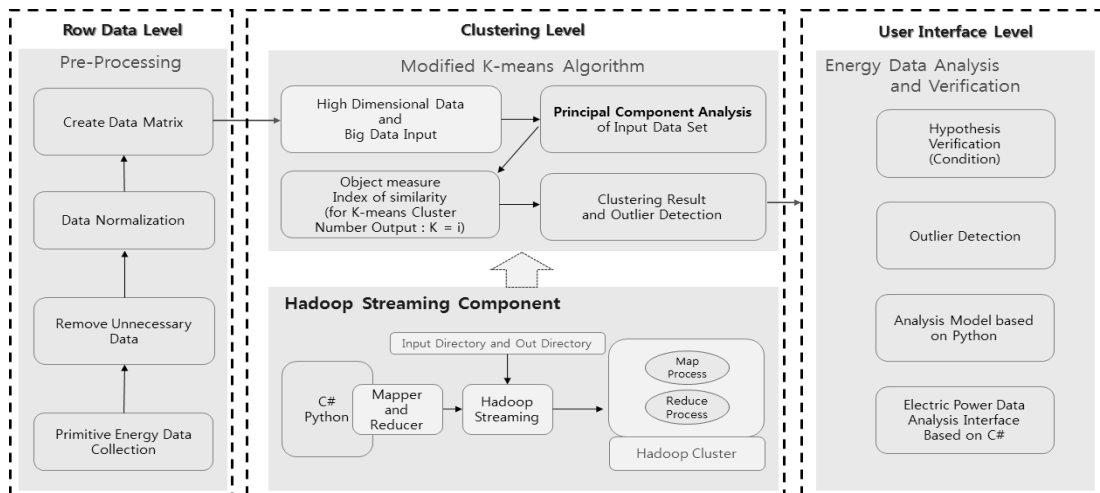 Row Data Level
Pre-Processing
Create Data Matrix
Data Normalization
Remove Unnecessary
Data
Primitive Energy Data
Collection
Clustering Level
Modified K-means Algorithm
High Dimensional Data
and
Big Data Input
Principal Component Analysis
of Input Data Set
Object measure
Index of similarity
(for K-means Cluster
Number Output : K = i)
Clustering Result
and Outlier Detection
Hadoop Streaming Component
Input Directory and Out Directory
C#
Python
Mapper
and
Reducer
Hadoop
Streaming
Map
Process
Reduce
Process
Hadoop Cluster
User Interface Level
Energy Data Analysis
and Verification
Hypothesis
Verification
(Condition)
Outlier Detection
Analysis Model based
on Python
Electric Power Data
Analysis Interface
Based on C#